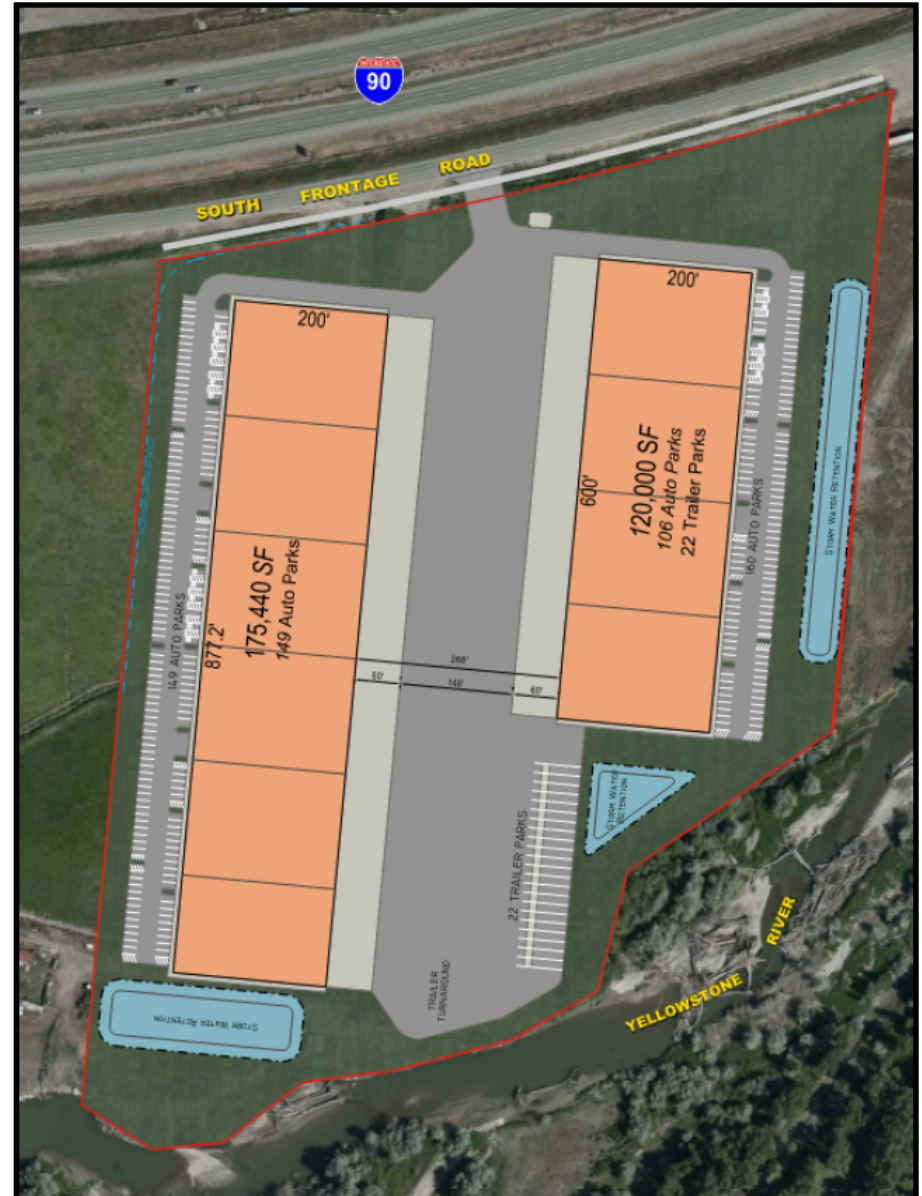 INTERSTATE
90
SOUTH FRONTAGE ROAD
200'
200'
175,440 SF
149 Auto Parks
877.2'
149 AUTO PARKS
120,000 SF
106 Auto Parks
22 Trailer Parks
600'
160 AUTO PARKS
STORM WATER RETENTION
268'
60'
148'
60'
STORM WATER
RETENTION
22 TRAILER PARKS
TRAILER
TURNAROUND
STORM WATER RETENTION
YELLOWSTONE RIVER